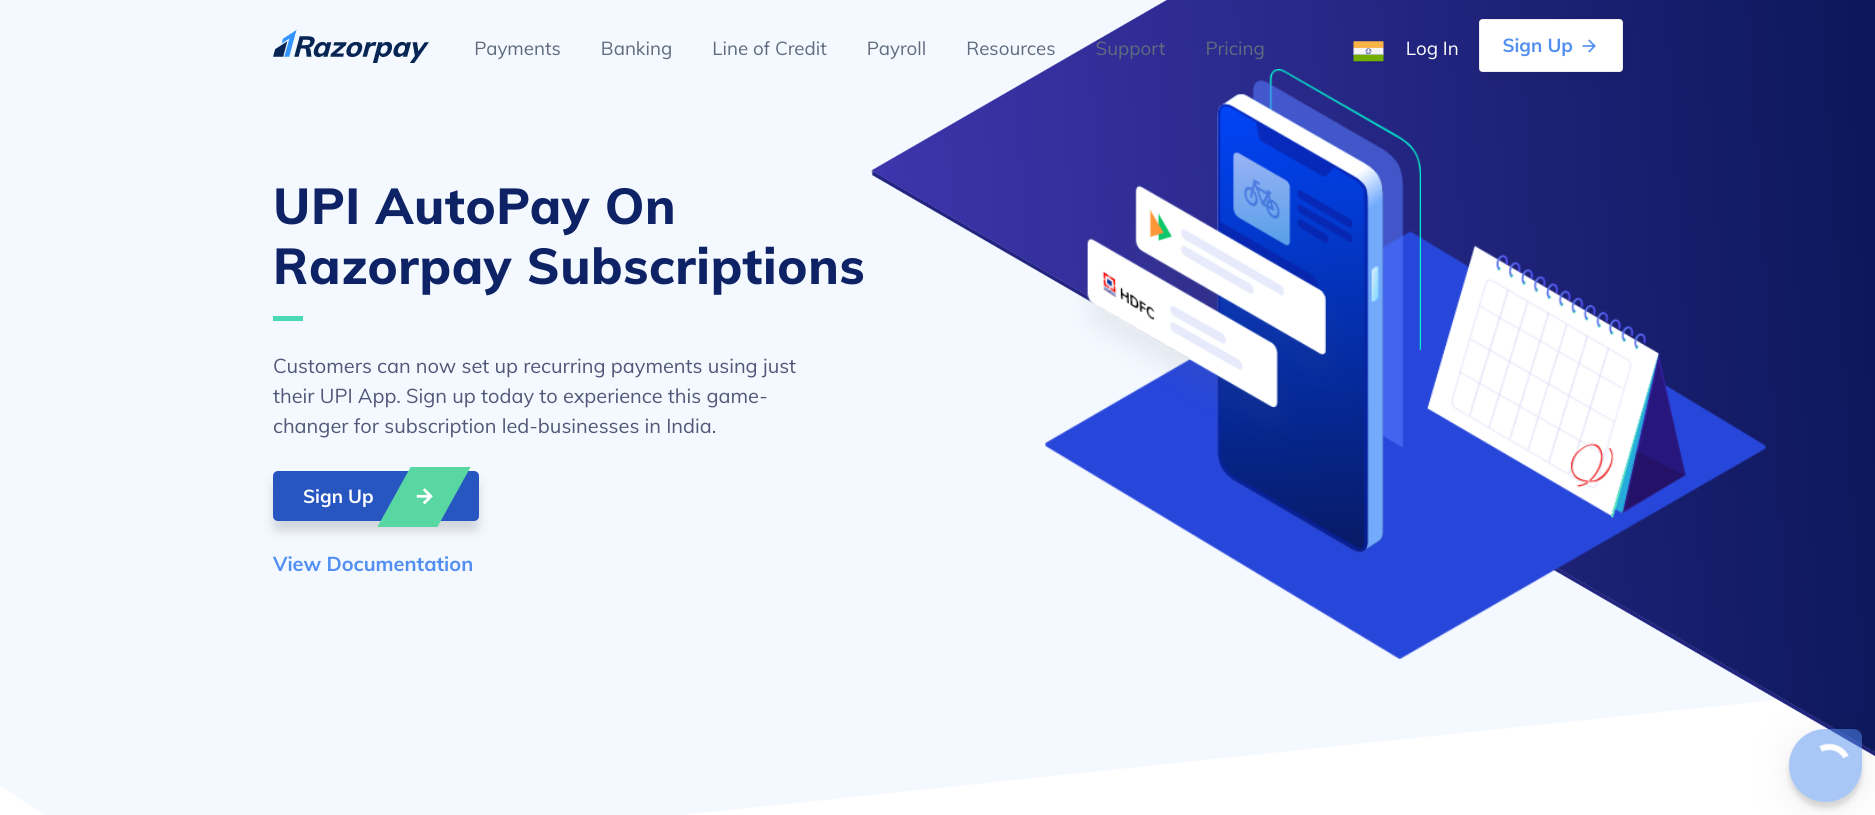 Razorpay
Payments
Banking
Line of Credit
Payroll
Resources
Support
Pricing
Log In
Sign Up
UPI AutoPay On
Razorpay Subscriptions
Customers can now set up recurring payments using just
their UPI App. Sign up today to experience this game-
changer for subscription led-businesses in India.
Sign Up
View Documentation
HDFC